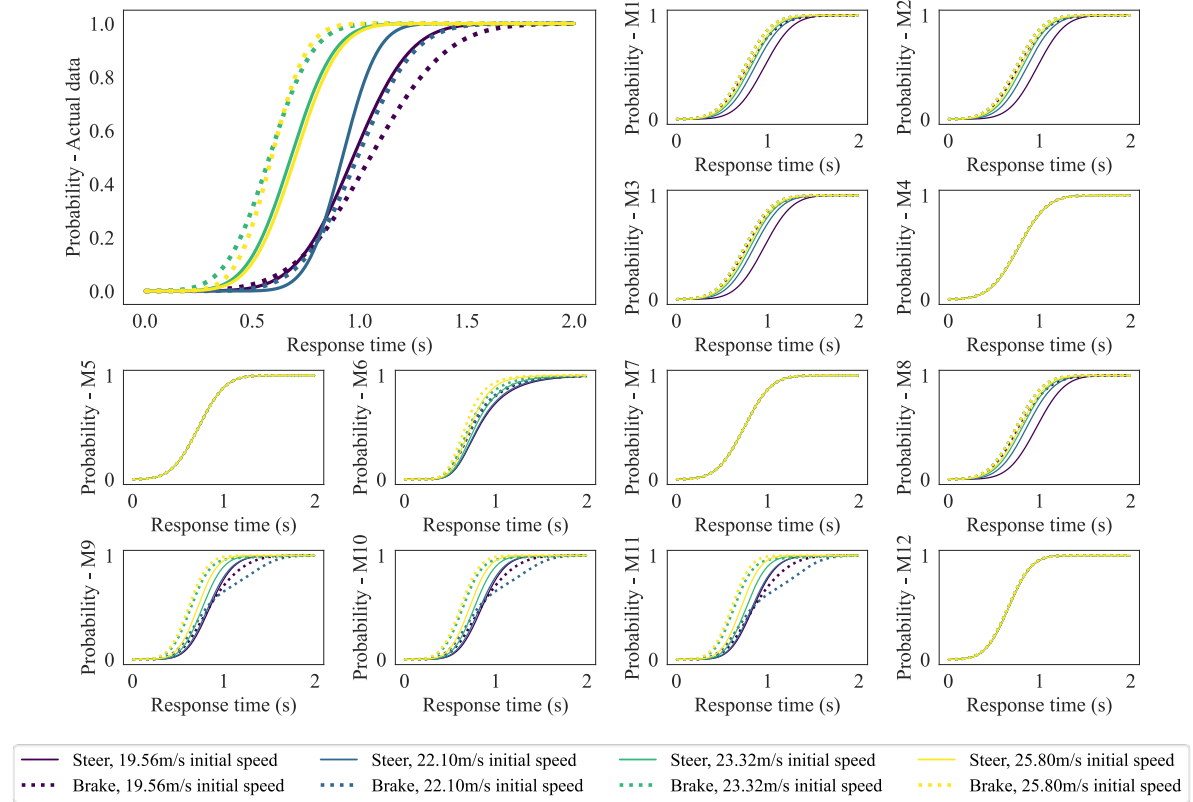 Probability - Actual data
1.0
0.8
0.6
0.4
0.2
0.0
0.0 0.5 1.0 1.5 2.0
Response time (s)
Probability - M1
1
0
0 1 2
Response time (s)
Probability - M2
1
0
0 1 2
Response time (s)
Probability - M3
1
0
0 1 2
Response time (s)
Probability - M4
1
0
0 1 2
Response time (s)
Probability - M5
1
0
0 1 2
Response time (s)
Probability - M6
1
0
0 1 2
Response time (s)
Probability - M7
1
0
0 1 2
Response time (s)
Probability - M8
1
0
0 1 2
Response time (s)
Probability - M9
1
0
0 1 2
Response time (s)
Probability - M10
1
0
0 1 2
Response time (s)
Probability - M11
1
0
0 1 2
Response time (s)
Probability - M12
1
0
0 1 2
Response time (s)
Steer, 19.56m/s initial speed
Brake, 19.56m/s initial speed
Steer, 22.10m/s initial speed
Brake, 22.10m/s initial speed
Steer, 23.32m/s initial speed
Brake, 23.32m/s initial speed
Steer, 25.80m/s initial speed
Brake, 25.80m/s initial speed